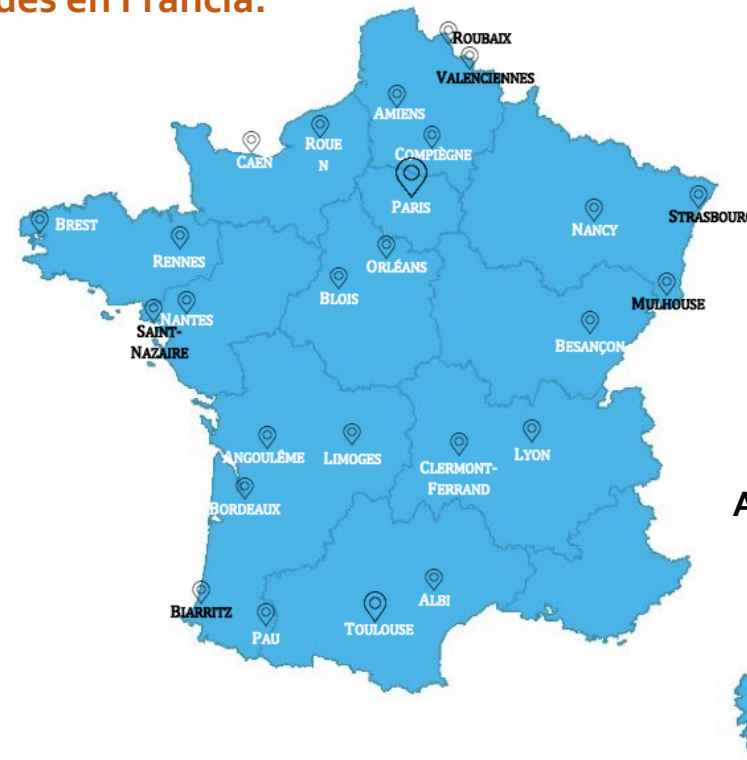 des en Francia:
ROUBAIX
VALENCIENNES
AMIENS
ROUE
N
CAEN
COMPIÈGNE
PARIS
STRASBOURG
NANCY
BREST
RENNES
ORLÉANS
BLOIS
MULHOUSE
NANTES
SAINT-
NAZAIRE
BESANÇON
ANGOULÊME
LIMOGES
LYON
CLERMONT-
FERRAND
A
BORDEAUX
ALBI
BIARRITZ
TOULOUSE
PAU